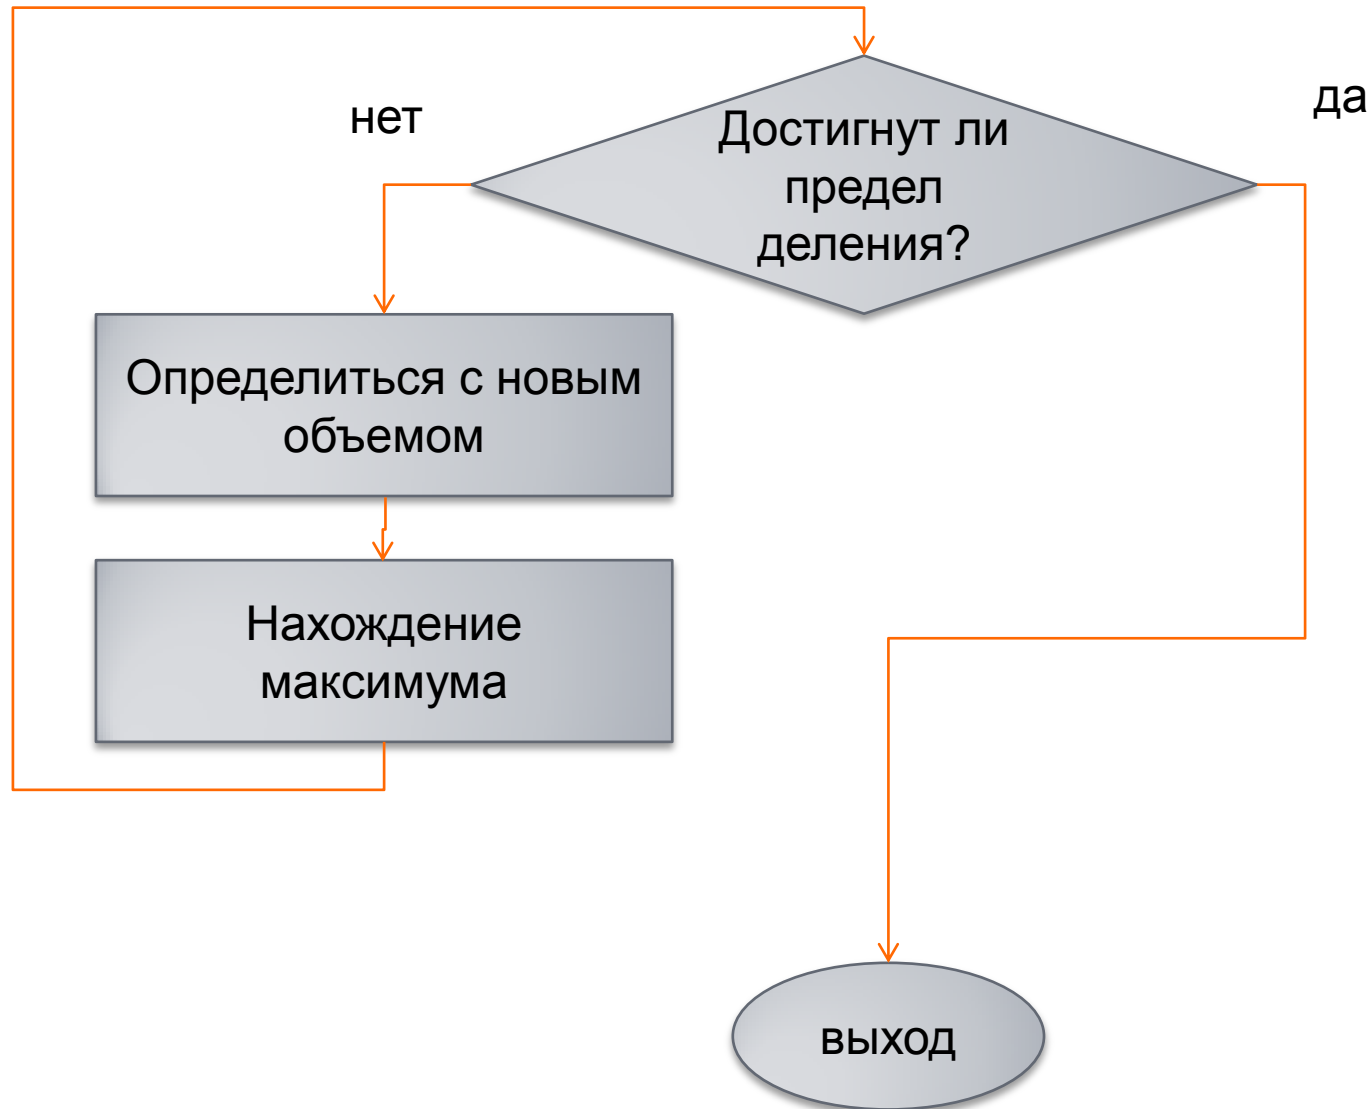 нет
да
Достигнут ли
предел
деления?
Определиться с новым
объемом
Нахождение
максимума
выход